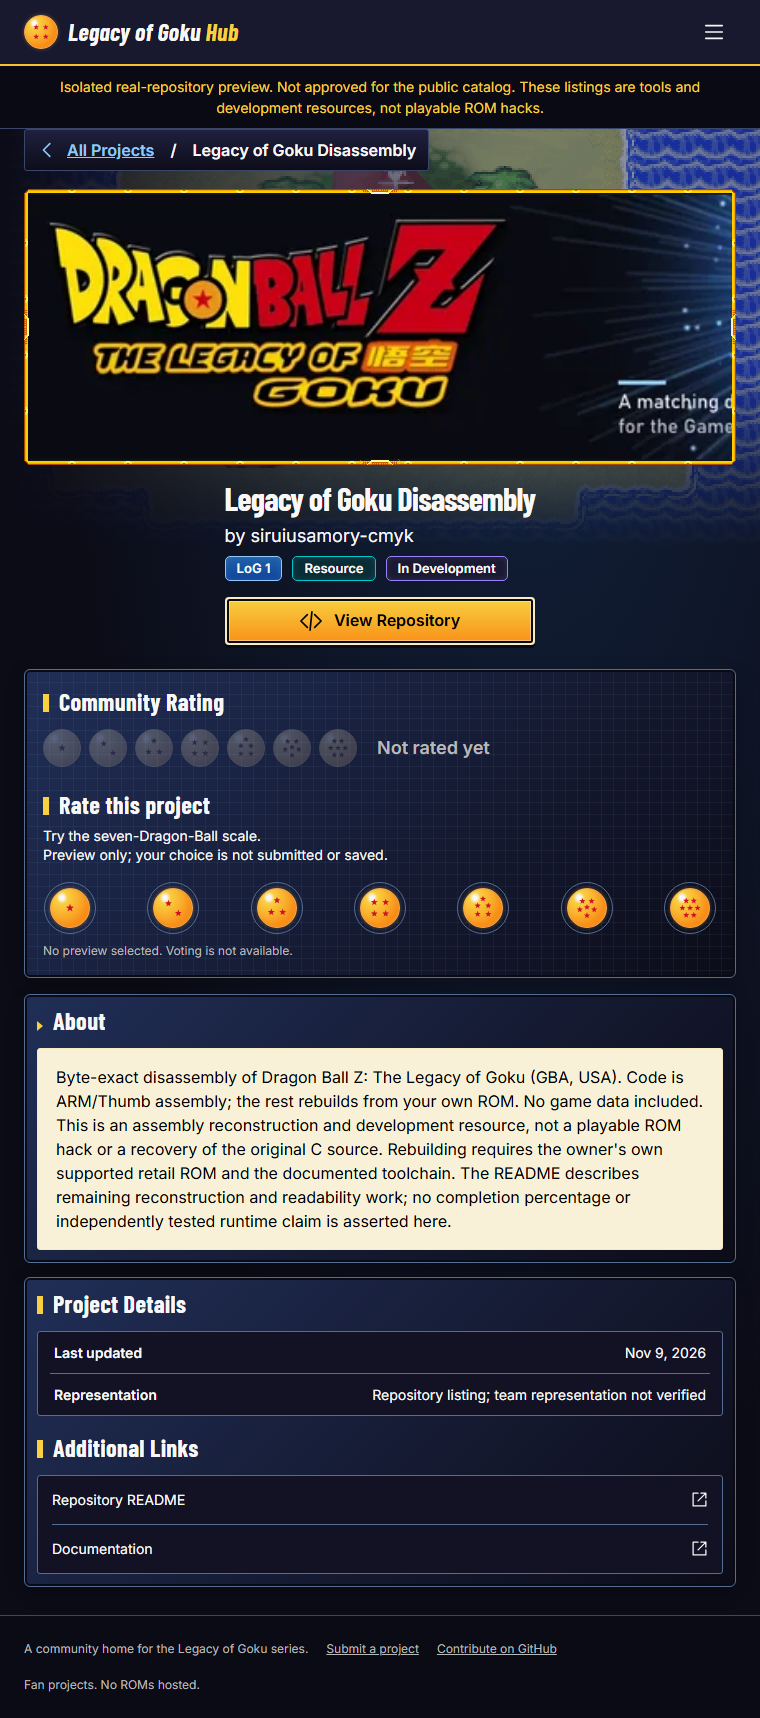 Legacy of Goku Hub
Isolated real-repository preview. Not approved for the public catalog. These listings are tools and
development resources, not playable ROM hacks.
All Projects / Legacy of Goku Disassembly
DRAGON BALL Z
THE LEGACY OF 悟空
GOKU
A matching d
for the Game
Legacy of Goku Disassembly
by siruiusamory-cmyk
LoG 1 Resource In Development
View Repository
Community Rating
Not rated yet
Rate this project
Try the seven-Dragon-Ball scale.
Preview only; your choice is not submitted or saved.
No preview selected. Voting is not available.
About
Byte-exact disassembly of Dragon Ball Z: The Legacy of Goku (GBA, USA). Code is
ARM/Thumb assembly; the rest rebuilds from your own ROM. No game data included.
This is an assembly reconstruction and development resource, not a playable ROM
hack or a recovery of the original C source. Rebuilding requires the owner's own
supported retail ROM and the documented toolchain. The README describes
remaining reconstruction and readability work; no completion percentage or
independently tested runtime claim is asserted here.
Project Details
Last updated Nov 9, 2026
Representation Repository listing; team representation not verified
Additional Links
Repository README
Documentation
A community home for the Legacy of Goku series. Submit a project Contribute on GitHub
Fan projects. No ROMs hosted.